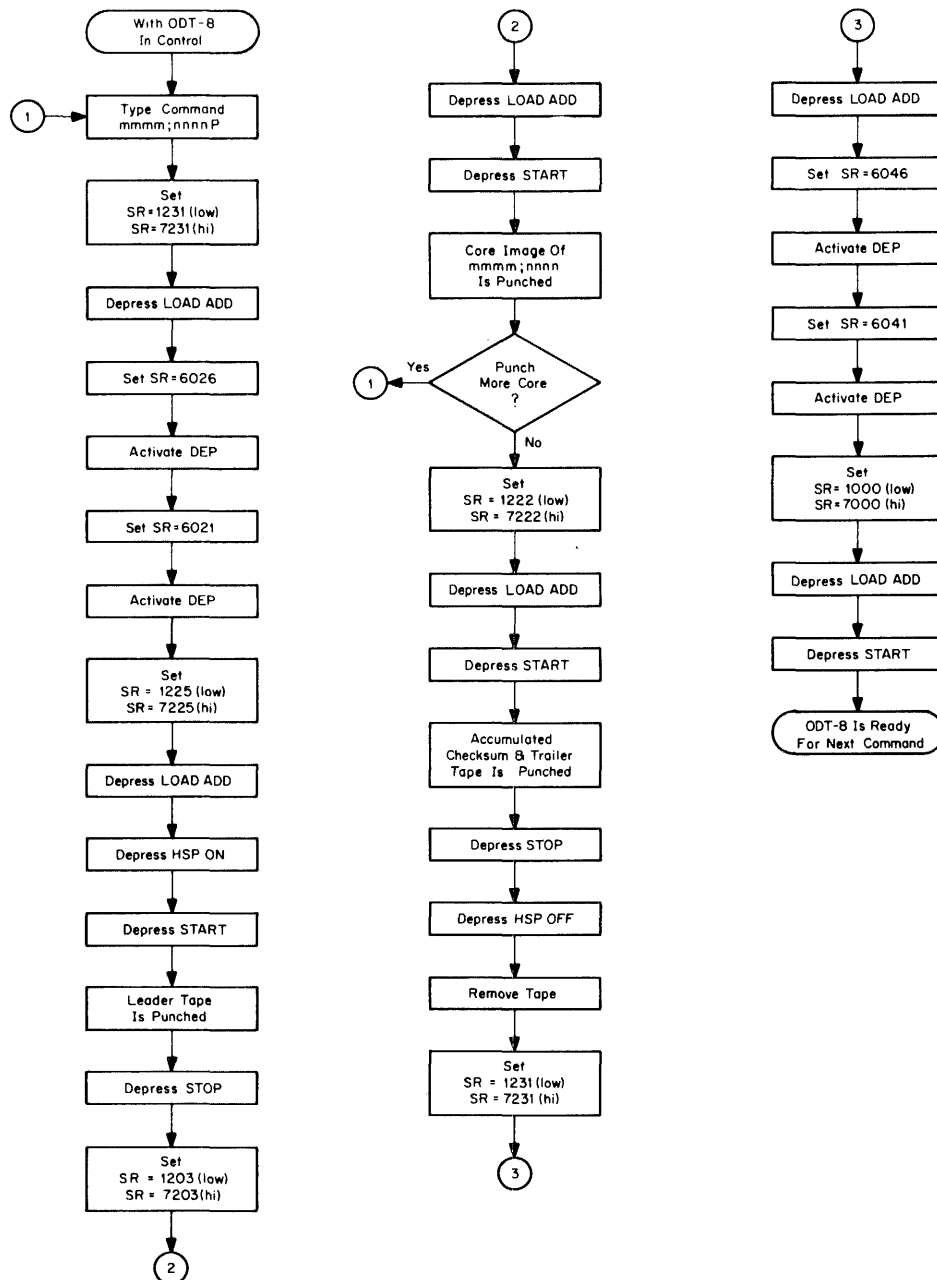 With ODT-8
In Control
1
Type Command
mmmm;nnnnP
Set
SR=1231(low)
SR=7231(hi)
Depress LOAD ADD
Set SR=6026
Activate DEP
Set SR=6021
Activate DEP
Set
SR = 1225(low)
SR = 7225(hi)
Depress LOAD ADD
Depress HSP ON
Depress START
Leader Tape
Is Punched
Depress STOP
Set
SR = 1203(low)
SR = 7203(hi)
2
2
Depress LOAD ADD
Depress START
Core Image Of
mmmm;nnnn
Is Punched
Punch
More Core
?
Yes
1
No
Set
SR = 1222(low)
SR = 7222(hi)
Depress LOAD ADD
Depress START
Accumulated
Checksum & Trailer
Tape Is Punched
Depress STOP
Depress HSP OFF
Remove Tape
Set
SR = 1231(low)
SR = 7231(hi)
3
3
Depress LOAD ADD
Set SR=6046
Activate DEP
Set SR=6041
Activate DEP
Set
SR= 1000(low)
SR=7000(hi)
Depress LOAD ADD
Depress START
ODT-8 Is Ready
For Next Command